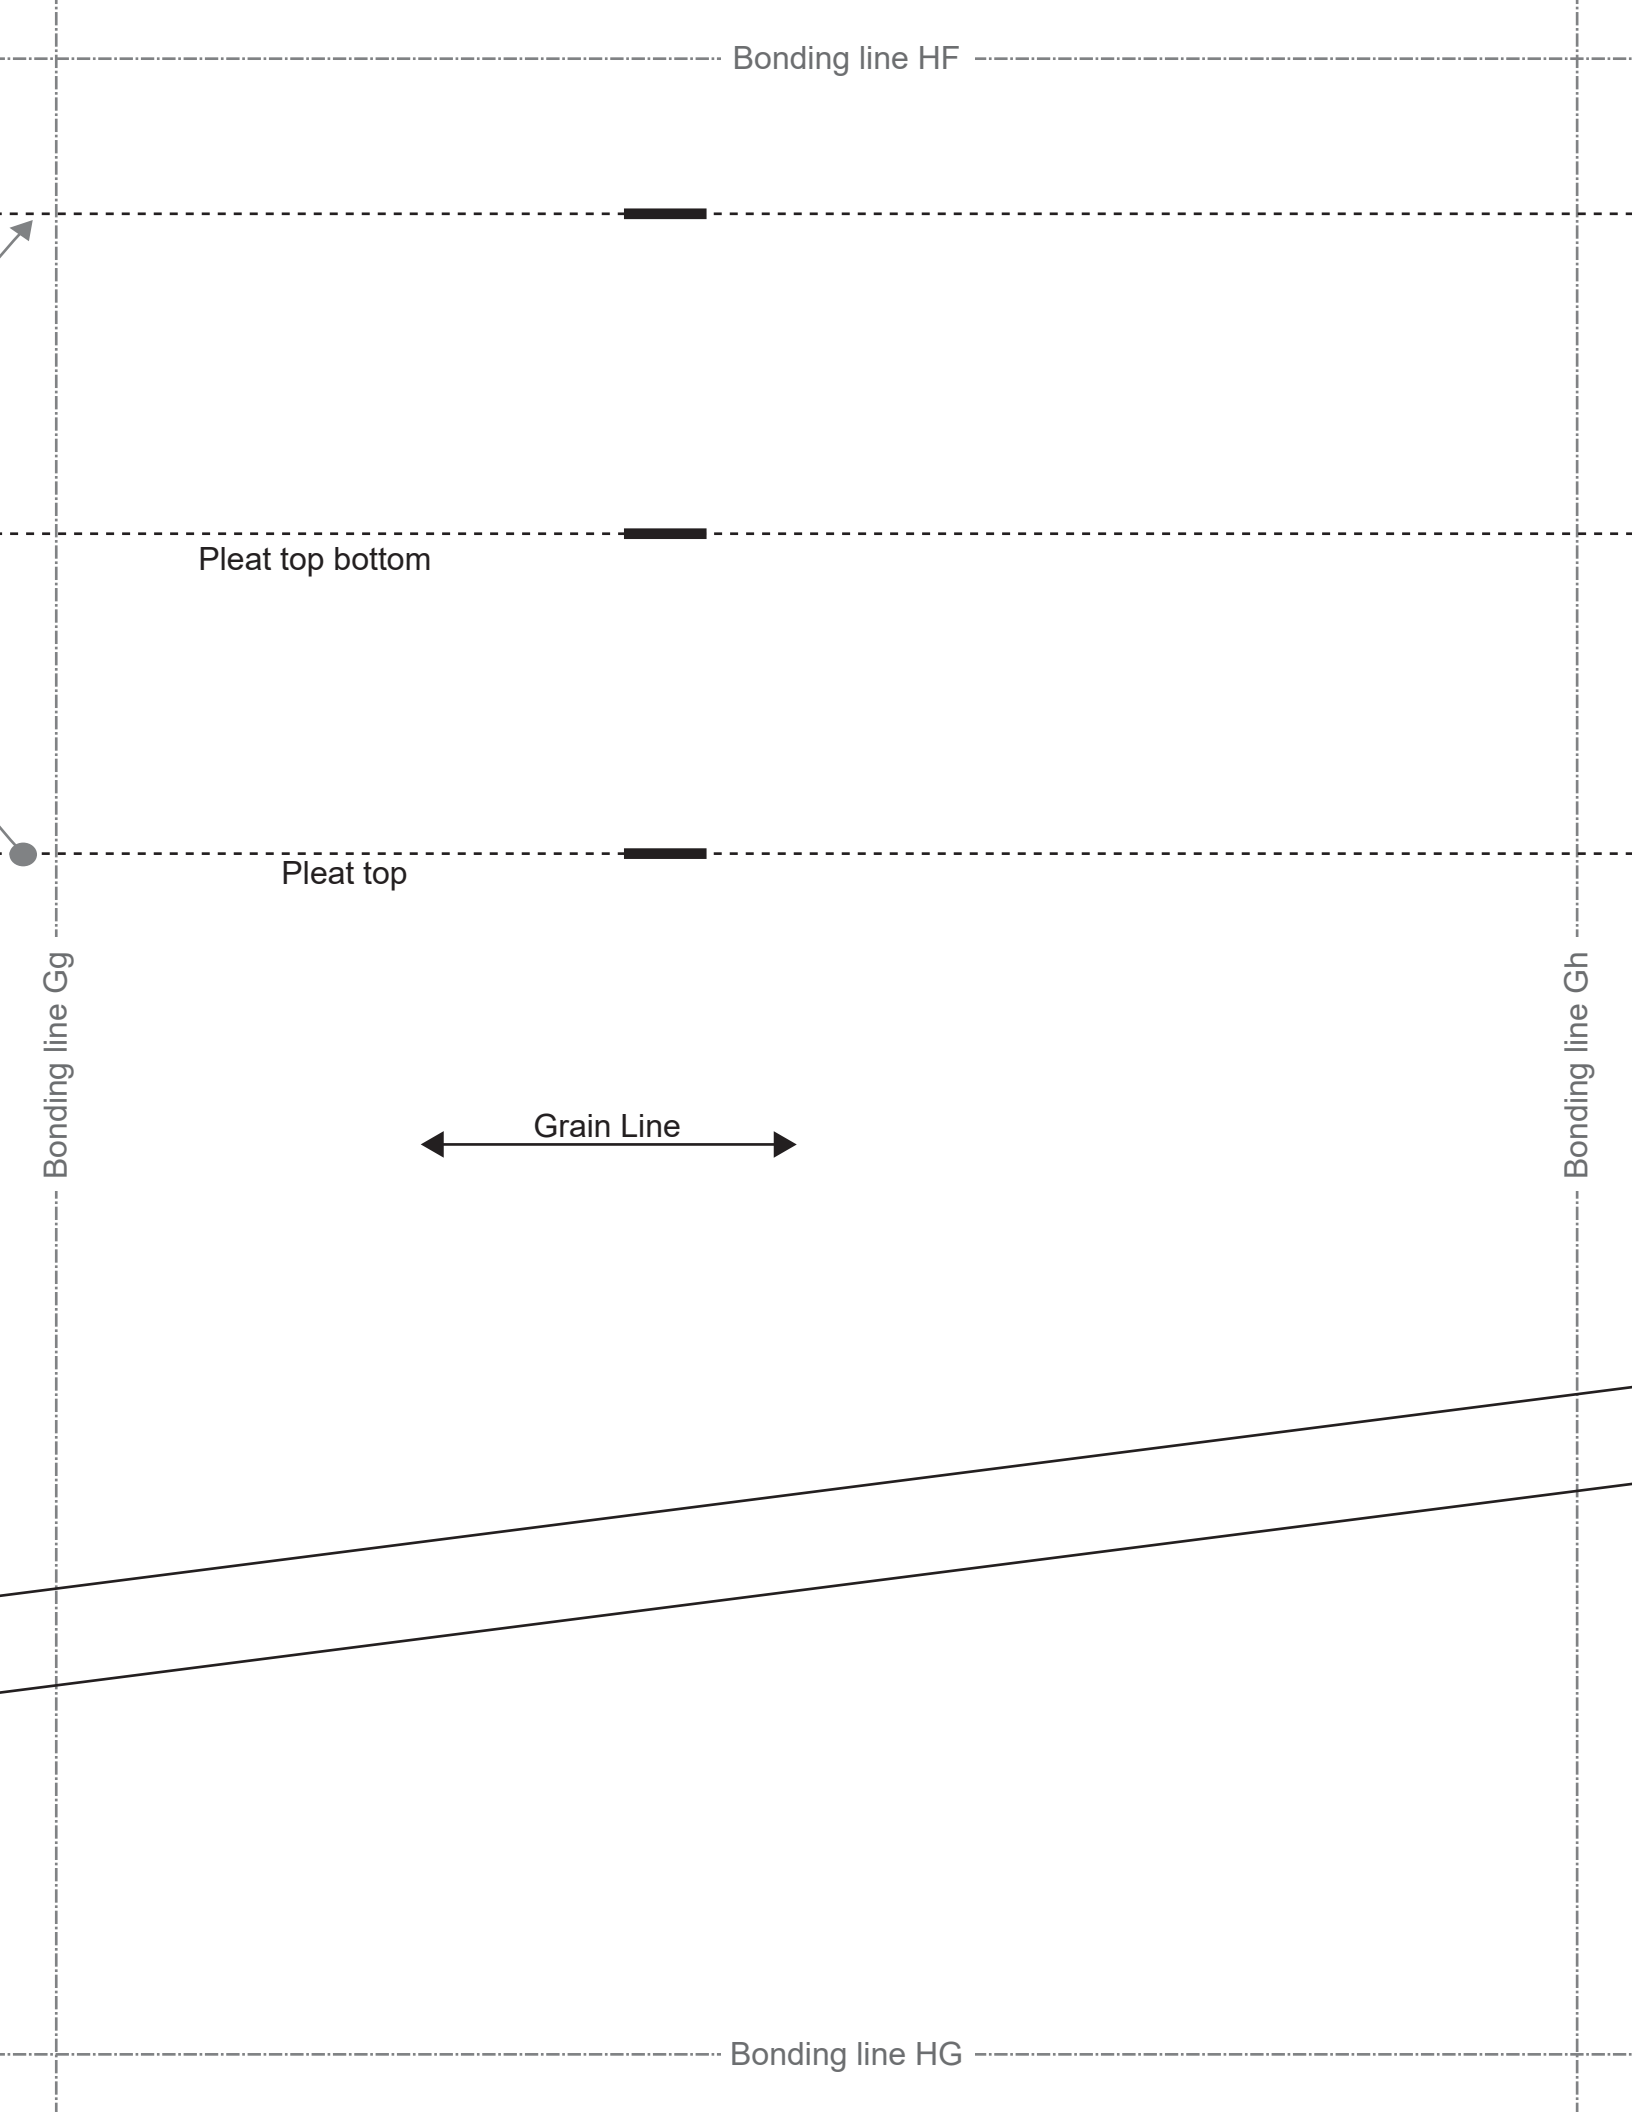 Bonding line HF
Pleat top bottom
Pleat top
Bonding line Gg
Bonding line Gh
Grain Line
Bonding line HG